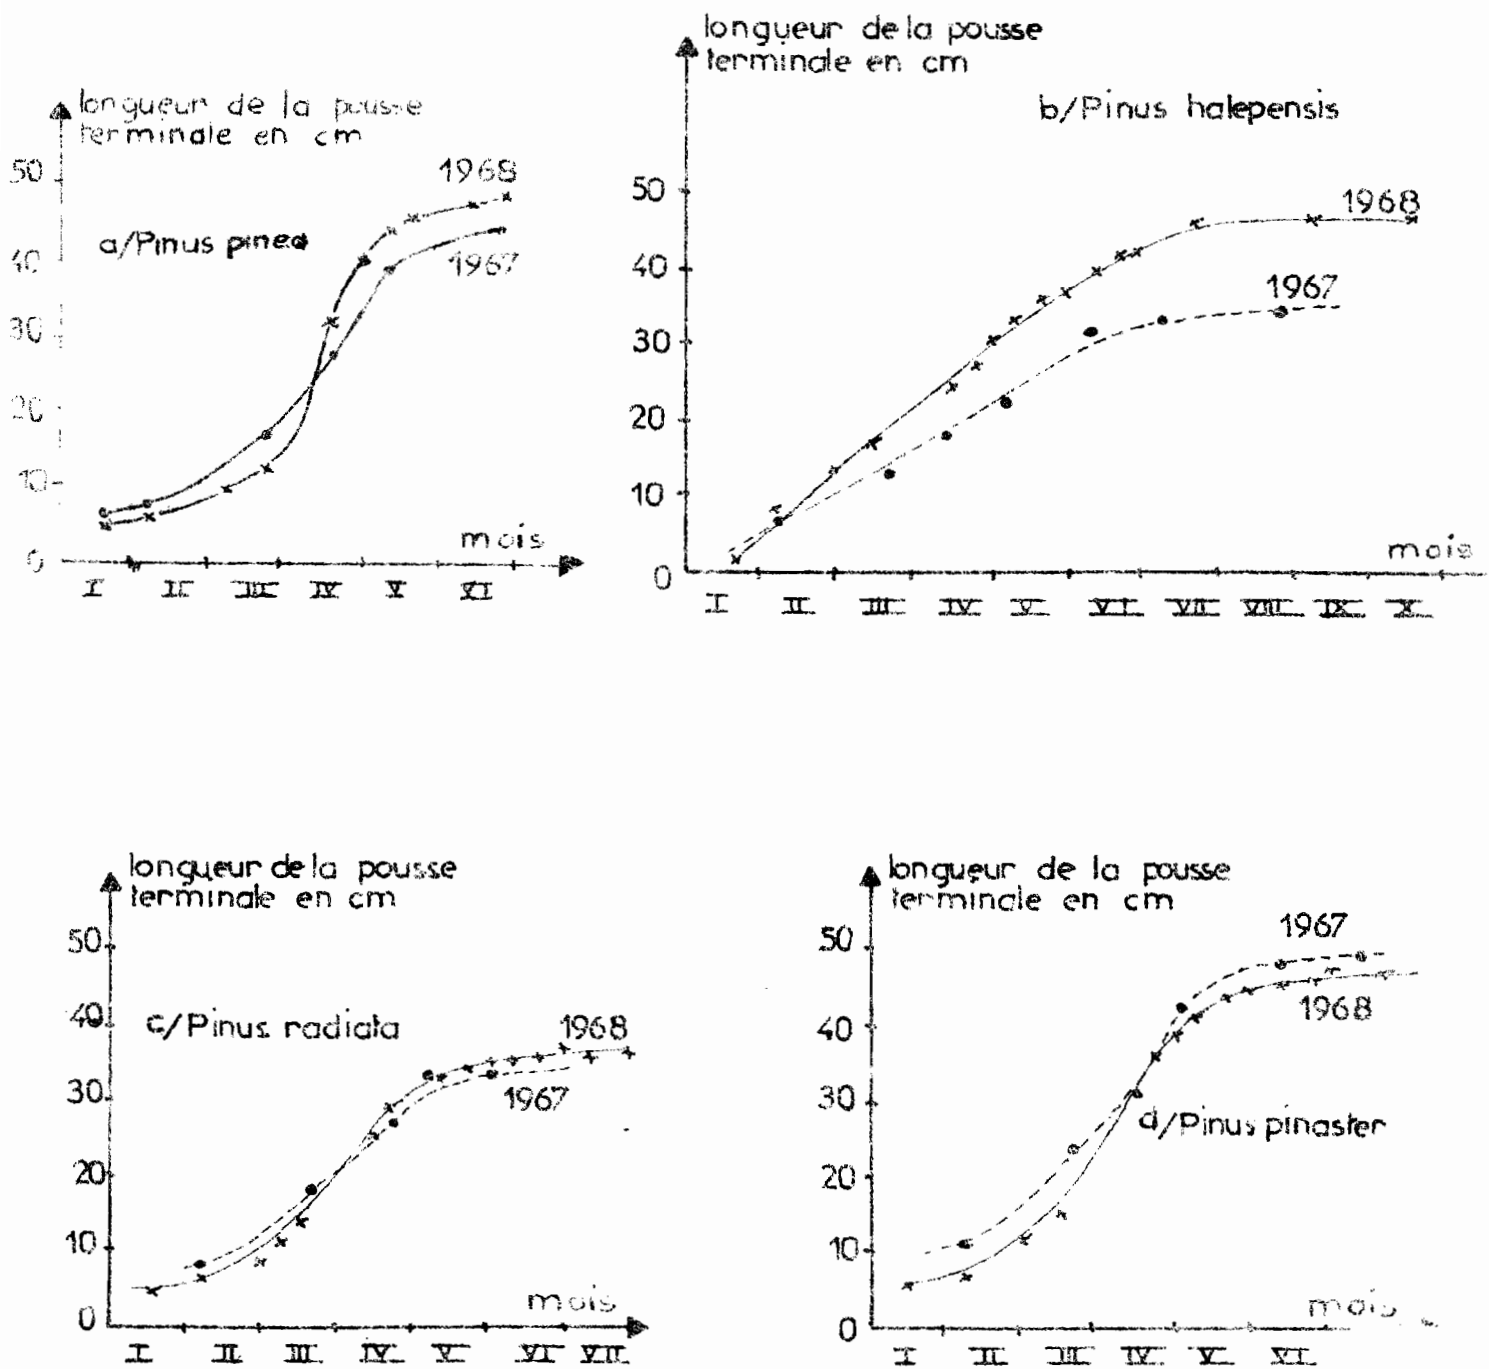 longueur de la pousse
terminale en cm
50
40
30
20
10
0
1968
a/Pinus pinea
1967
mois
I II III IV V VI
longueur de la pousse
terminale en cm
b/Pinus halepensis
50
40
30
20
10
0
1968
1967
mois
I II III IV V VI VII VIII IX X
longueur de la pousse
terminale en cm
50
40
30
20
10
0
c/Pinus radiata
1968
1967
mois
I II III IV V VI VII
longueur de la pousse
terminale en cm
50
40
30
20
10
0
1967
1968
d/Pinus pinaster
mois
I II III IV V VI